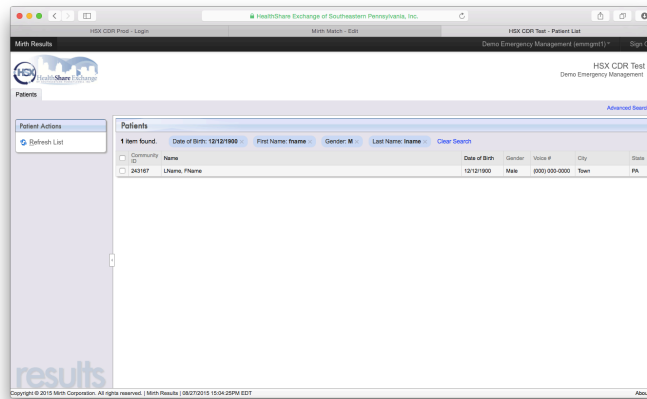 HealthShare Exchange of Southeastern Pennsylvania, Inc.
HSX CDR Prod - Login
Mirth Match - Edit
HSX CDR Test - Patient List
Mirth Results
Demo Emergency Management (emmgmt1)
Sign O
HSX
HealthShare Exchange
HSX CDR Test
Demo Emergency Management
Patients
Advanced Search
Patient Actions
Refresh List
Patients
1 item found.
Date of Birth: 12/12/1900 ×
First Name: fname ×
Gender: M ×
Last Name: lname ×
Clear Search
Community ID
Name
Date of Birth
Gender
Voice #
City
State
243167
LName, FName
12/12/1900
Male
(000) 000-0000
Town
PA
results
Copyright © 2015 Mirth Corporation. All rights reserved. | Mirth Results | 08/27/2015 15:04:25PM EDT
Abou